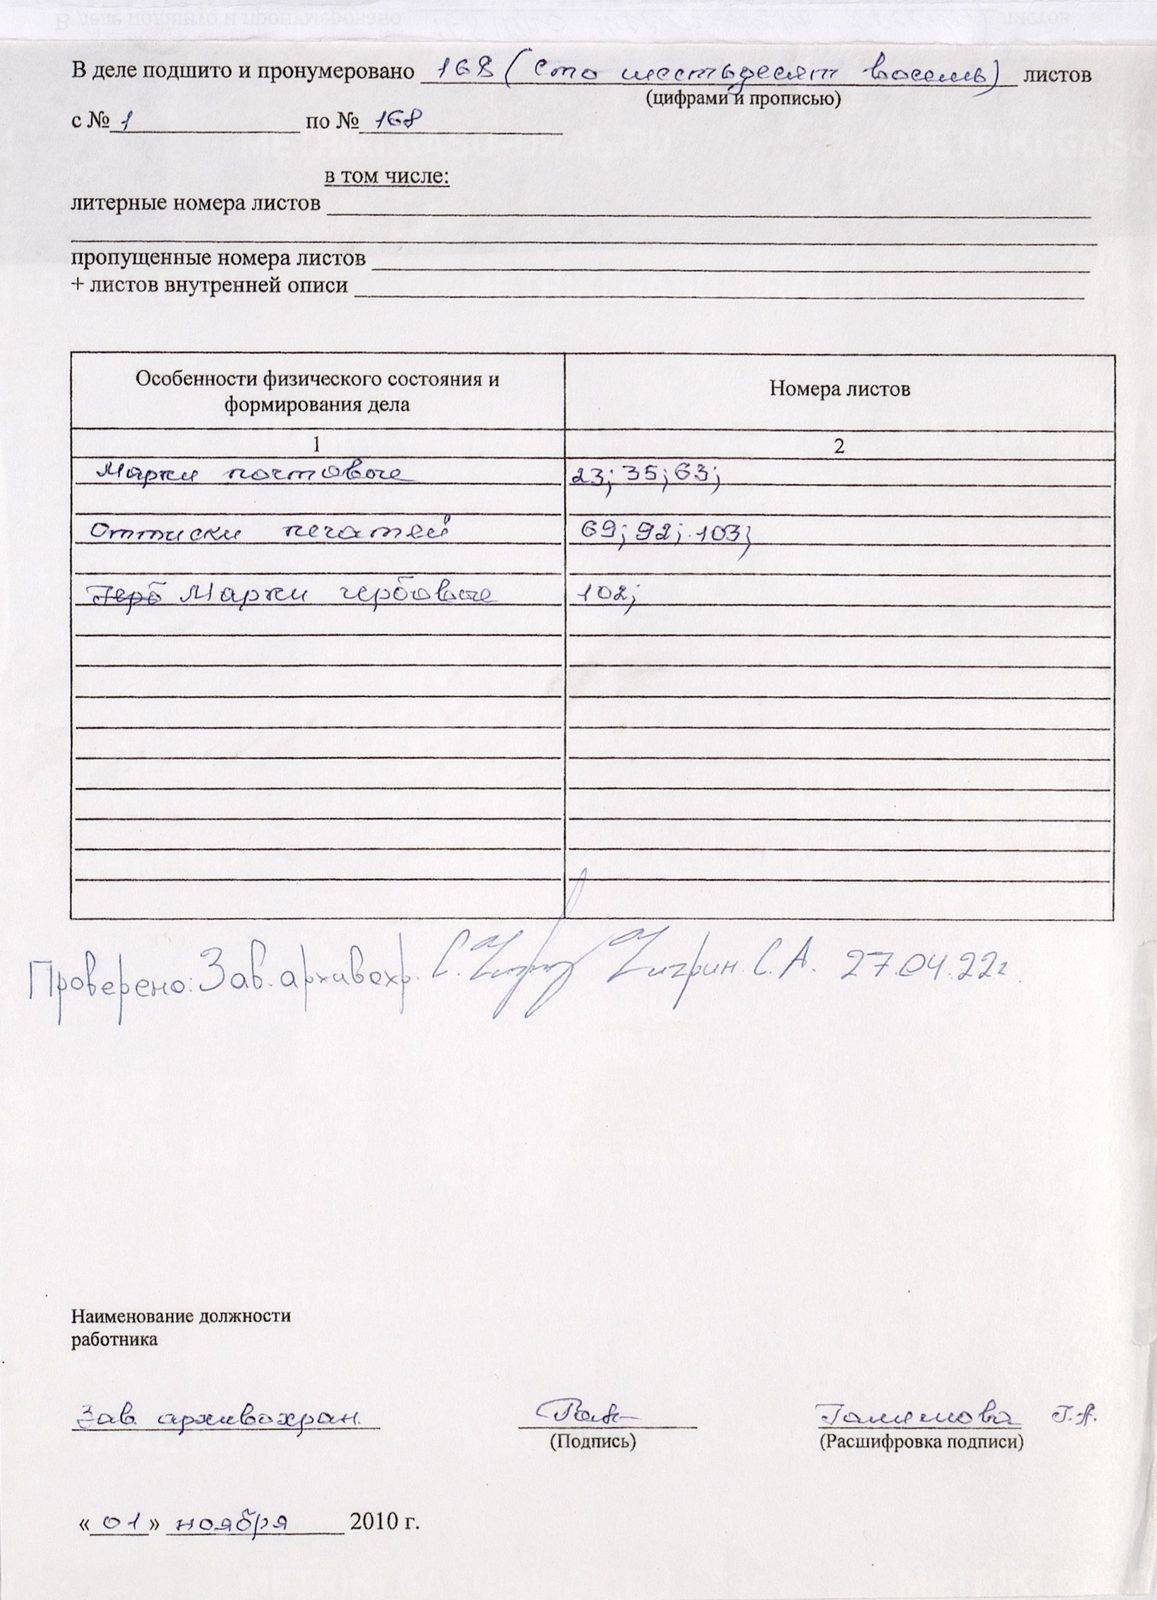 В деле подшито и пронумеровано 168 (сто шестьдесят восемь) листов
(цифрами и прописью)
с № 1 по № 168
в том числе:
литерные номера листов
пропущенные номера листов
+ листов внутренней описи
Особенности физического состояния и формирования дела Номера листов
1 2
Марки почтовые 23; 35; 63;
Оттиски печатей 69; 92; 103;
Герб Марки гербовые 102;
Проверено: Зав. архивохр. Чигрин С.А. 27.04.22г.
Наименование должности
работника
Зав. архивохран. Галимова Г.А.
(Подпись) (Расшифровка подписи)
«01» ноября 2010 г.